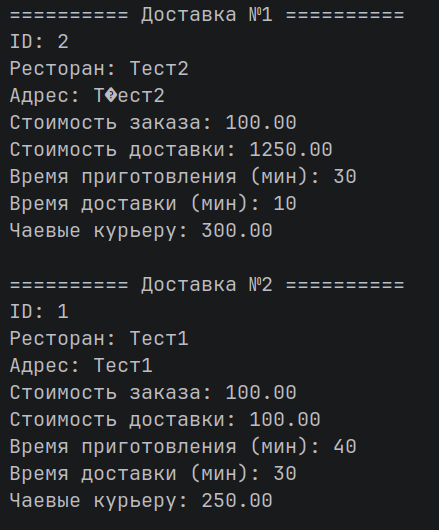 ========== Доставка №1 ==========
ID: 2
Ресторан: Тест2
Адрес: Т�ест2
Стоимость заказа: 100.00
Стоимость доставки: 1250.00
Время приготовления (мин): 30
Время доставки (мин): 10
Чаевые курьеру: 300.00
========== Доставка №2 ==========
ID: 1
Ресторан: Тест1
Адрес: Тест1
Стоимость заказа: 100.00
Стоимость доставки: 100.00
Время приготовления (мин): 40
Время доставки (мин): 30
Чаевые курьеру: 250.00